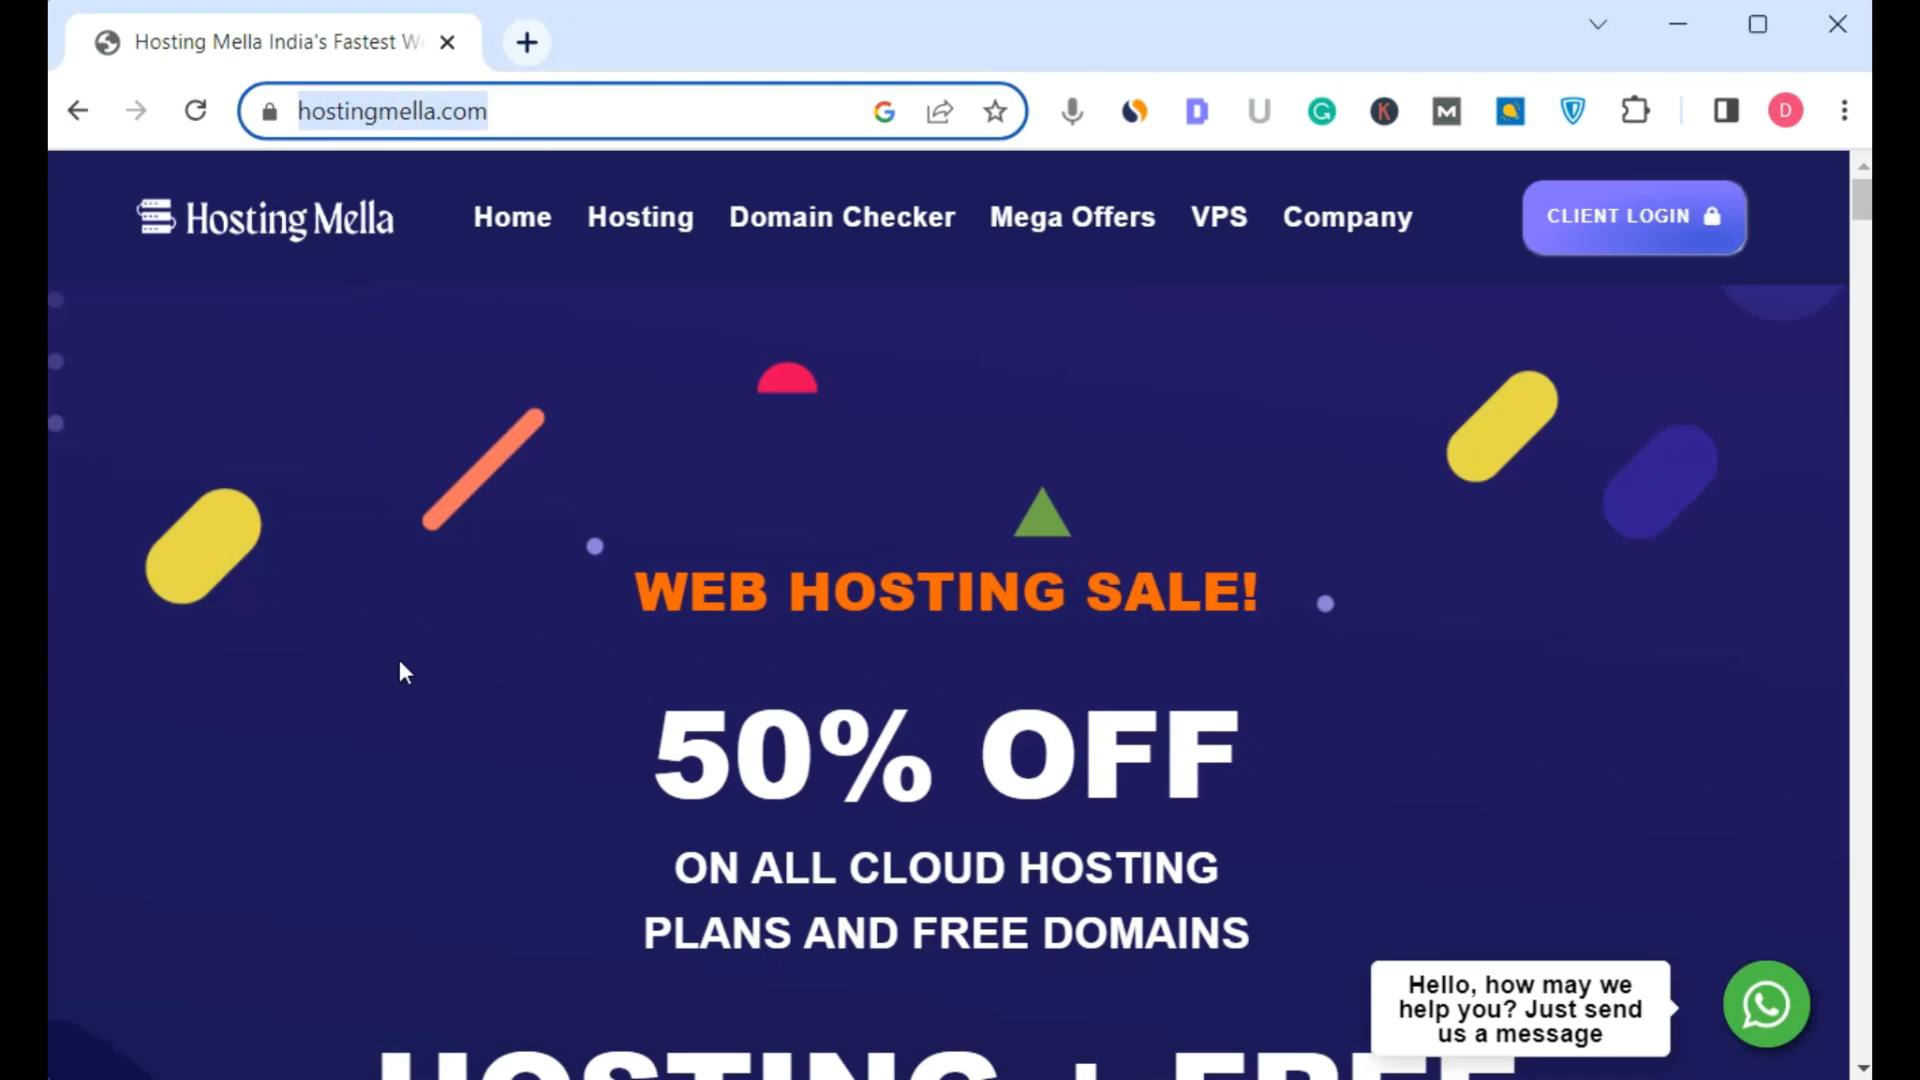 Hosting Mella India's Fastest W
hostingmella.com
Hosting Mella
Home Hosting Domain Checker Mega Offers VPS Company
CLIENT LOGIN
WEB HOSTING SALE!
50% OFF
ON ALL CLOUD HOSTING
PLANS AND FREE DOMAINS
HOSTING + FREE
Hello, how may we
help you? Just send
us a message